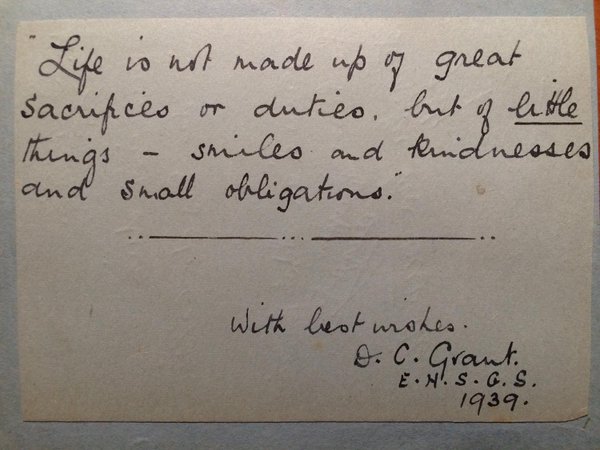 "Life is not made up of great
sacrifices or duties, but of little
things – smiles and kindnesses
and small obligations."
With best wishes.
D. C. Grant.
E. H. S. G. S.
1939.